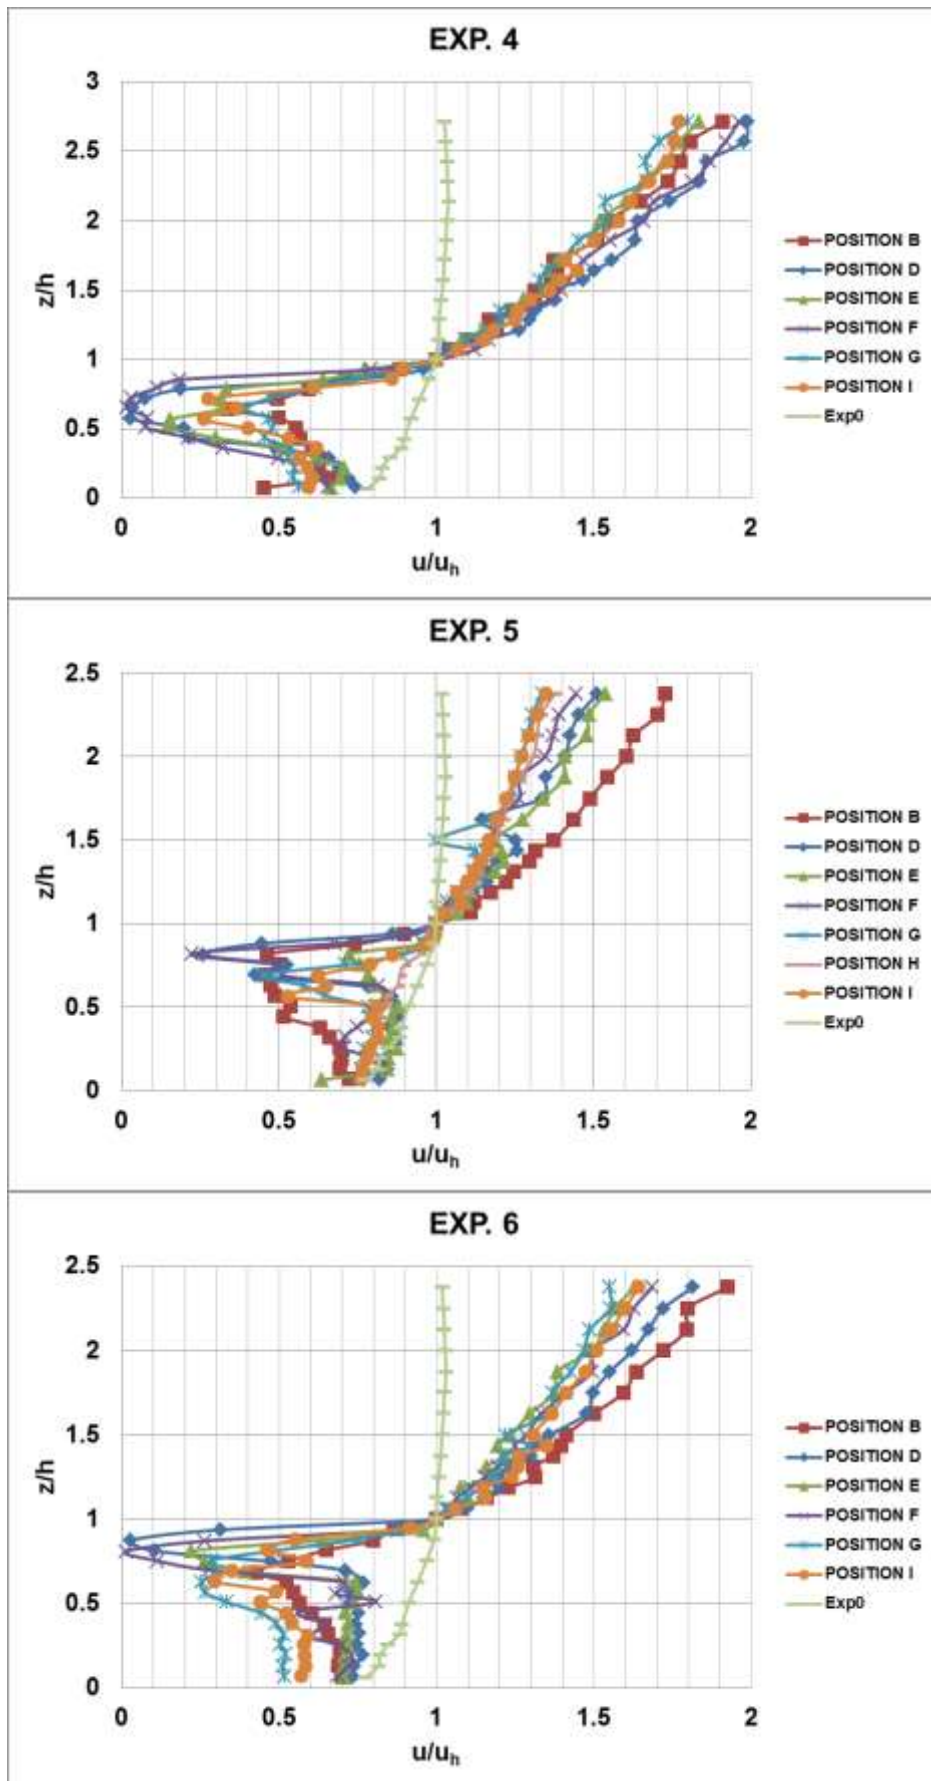 EXP. 4
3
2.5
2
1.5
1
0.5
0
z/h
0 0.5 1 1.5 2
u/uh
POSITION B
POSITION D
POSITION E
POSITION F
POSITION G
POSITION I
Exp0
EXP. 5
2.5
2
1.5
1
0.5
0
z/h
0 0.5 1 1.5 2
u/uh
POSITION B
POSITION D
POSITION E
POSITION F
POSITION G
POSITION H
POSITION I
Exp0
EXP. 6
2.5
2
1.5
1
0.5
0
z/h
0 0.5 1 1.5 2
u/uh
POSITION B
POSITION D
POSITION E
POSITION F
POSITION G
POSITION I
Exp0